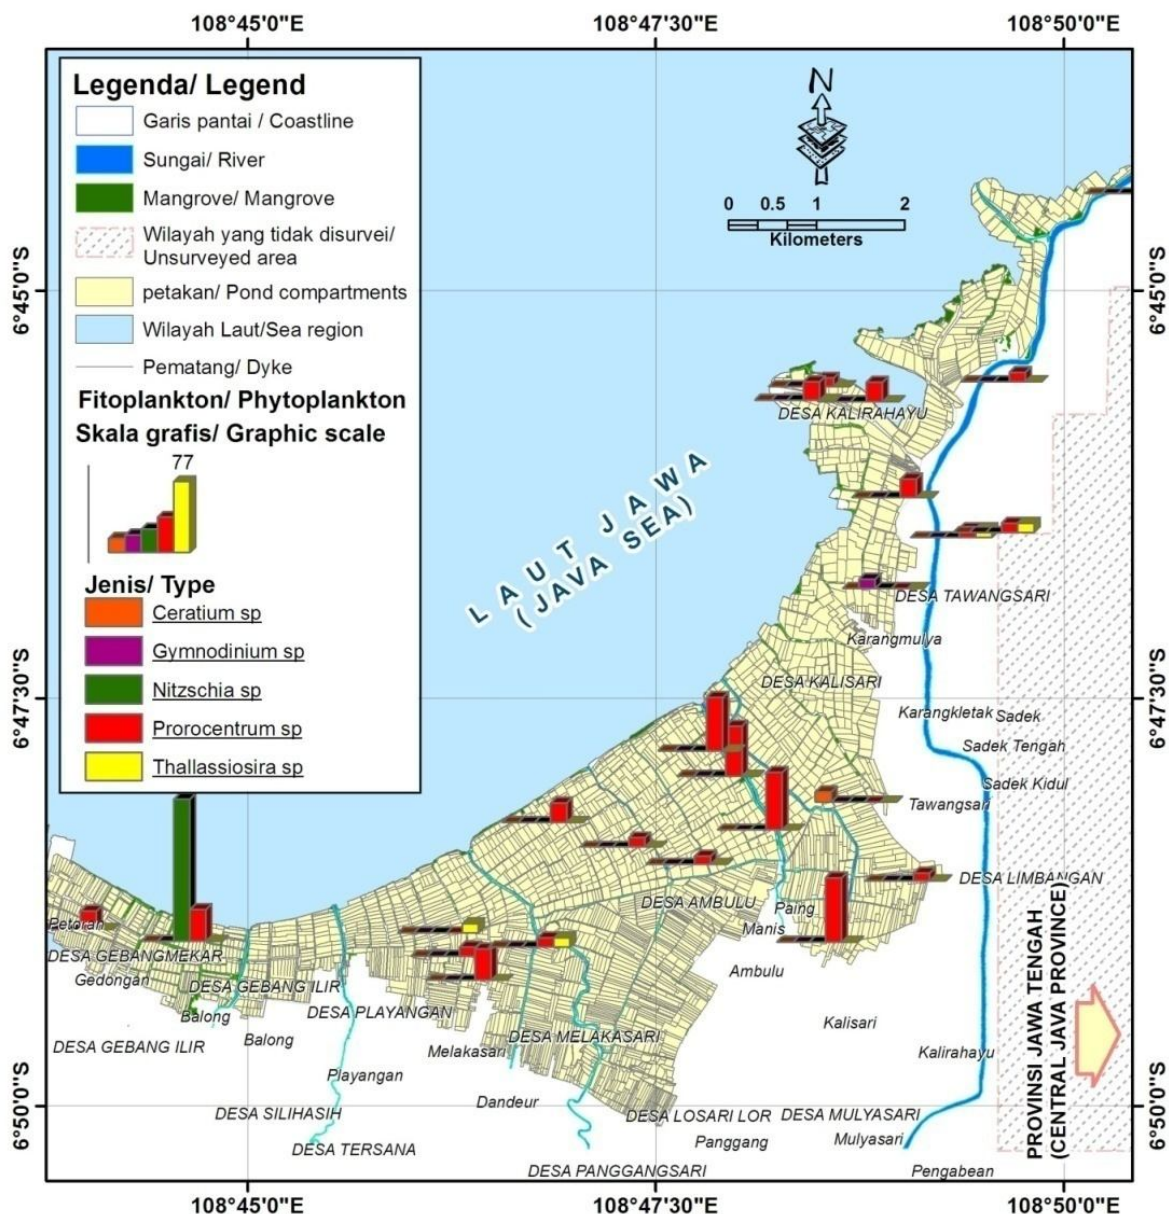 108°45'0"E
108°47'30"E
108°50'0"E
Legenda/ Legend
Garis pantai / Coastline
Sungai/ River
Mangrove/ Mangrove
Wilayah yang tidak disurvei/
Unsurveyed area
petakan/ Pond compartments
Wilayah Laut/Sea region
Pematang/ Dyke
Fitoplankton/ Phytoplankton
Skala grafis/ Graphic scale
77
Jenis/ Type
Ceratium sp
Gymnodinium sp
Nitzschia sp
Prorocentrum sp
Thallassiosira sp
N
0 0.5 1 2
Kilometers
6°45'0"S
6°45'0"S
LAUT JAWA
(JAVA SEA)
DESA KALIRAHAYU
DESA TAWANGSARI
Karangmulya
DESA KALISARI
6°47'30"S
6°47'30"S
Karangkletak
Sadek
Sadek Tengah
Sadek Kidul
Tawangsari
DESA LIMBANGAN
DESA AMBULU
Paing
Manis
Petoran
DESA GEBANGMEKAR
Gedongan
DESA GEBANG ILIR
Ambulu
Balong
DESA PLAYANGAN
Kalisari
DESA GEBANG ILIR
Balong
Melakasari
DESA MELAKASARI
Kalirahayu
Playangan
Dandeur
DESA SILIHASIH
DESA LOSARI LOR
DESA MULYASARI
DESA TERSANA
Panggang
Mulyasari
DESA PANGGANGSARI
Pengabean
PROVINSI JAWA TENGAH
(CENTRAL JAVA PROVINCE)
6°50'0"S
6°50'0"S
108°45'0"E
108°47'30"E
108°50'0"E